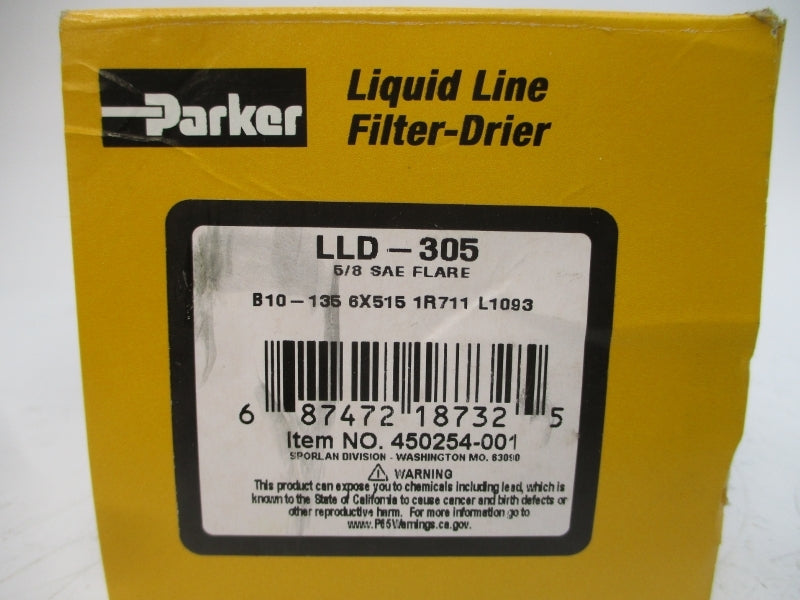 Parker
Liquid Line
Filter-Drier
LLD - 305
5/8 SAE FLARE
B10-135 6X515 1R711 L1093
6 87472 18732 5
Item NO. 450254-001
SPORLAN DIVISION - WASHINGTON MO. 63090
⚠ WARNING
This product can expose you to chemicals including lead, which is
known to the State of California to cause cancer and birth defects or
other reproductive harm. For more information go to
www.P65Warnings.ca.gov.